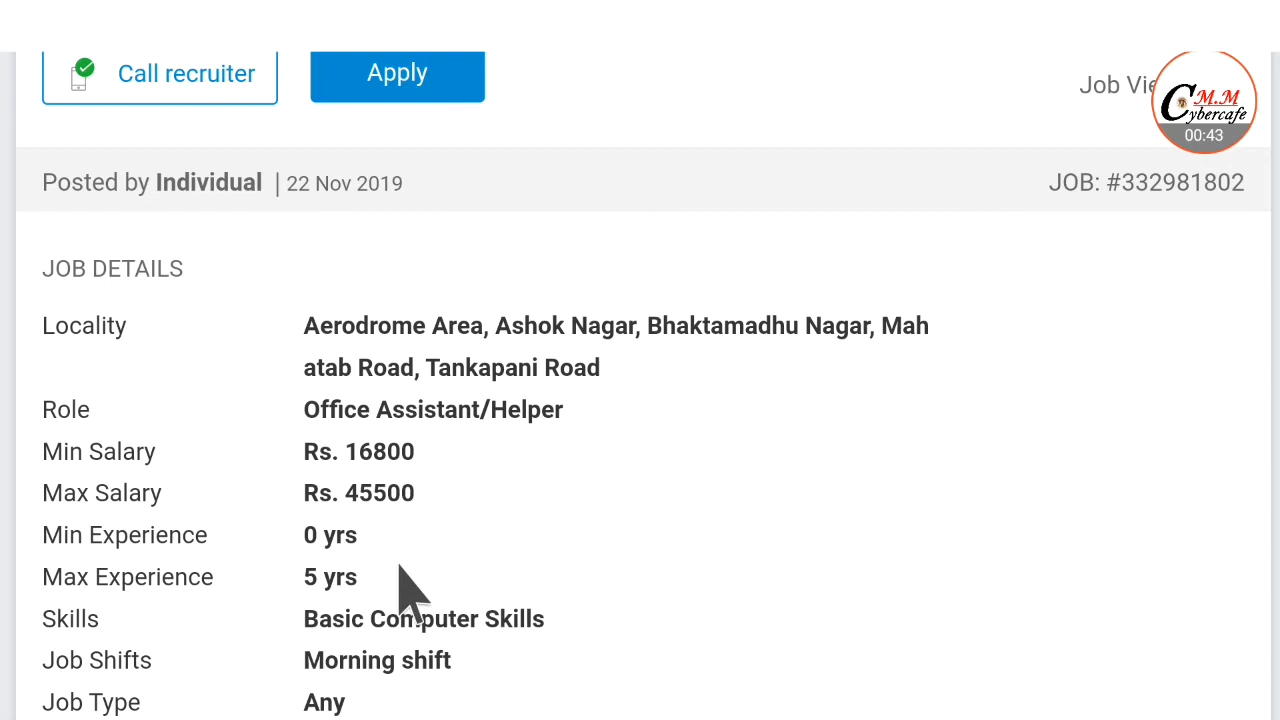 Call recruiter
Apply
Job Vie
C M.M
ybercafe
00:43
Posted by Individual | 22 Nov 2019
JOB: #332981802
JOB DETAILS
Locality Aerodrome Area, Ashok Nagar, Bhaktamadhu Nagar, Mah
atab Road, Tankapani Road
Role Office Assistant/Helper
Min Salary Rs. 16800
Max Salary Rs. 45500
Min Experience 0 yrs
Max Experience 5 yrs
Skills Basic Computer Skills
Job Shifts Morning shift
Job Type Any